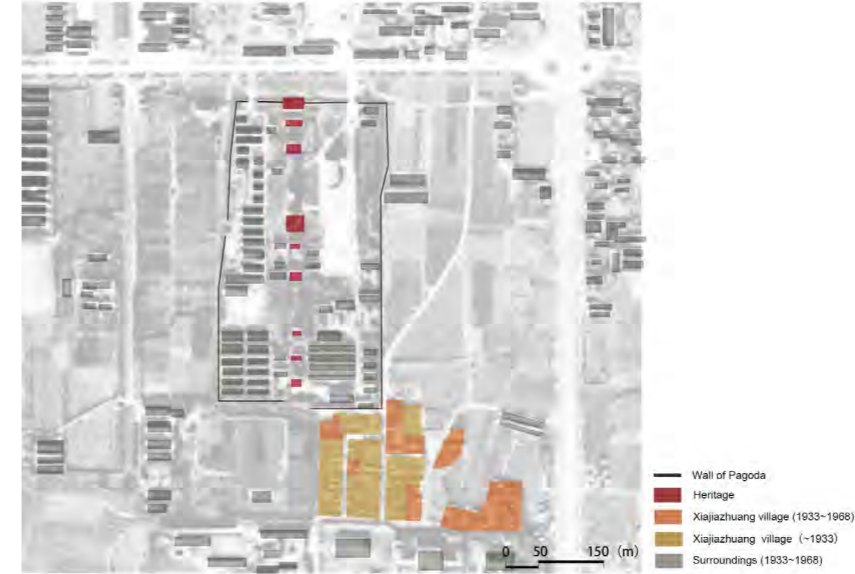 Wall of Pagoda
Heritage
Xiajiazhuang village (1933~1968)
Xiajiazhuang village (~1933)
Surroundings (1933~1968)
0 50 150 (m)